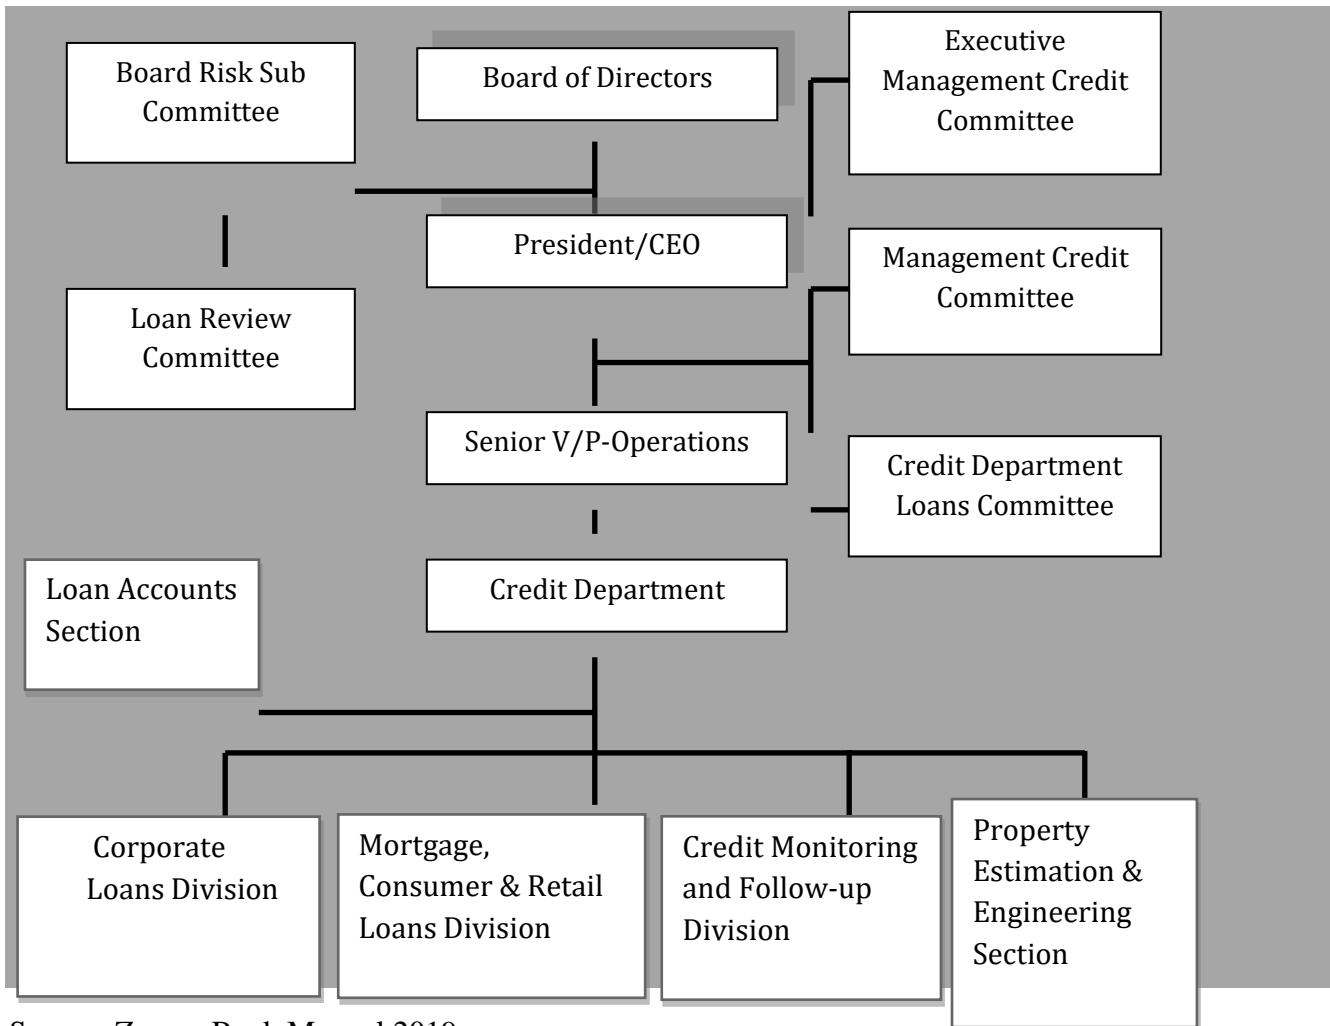 Board Risk Sub
Committee
Board of Directors
Executive
Management Credit
Committee
President/CEO
Management Credit
Committee
Loan Review
Committee
Senior V/P-Operations
Credit Department
Loans Committee
Credit Department
Loan Accounts
Section
Corporate
Loans Division
Mortgage,
Consumer & Retail
Loans Division
Credit Monitoring
and Follow-up
Division
Property
Estimation &
Engineering
Section